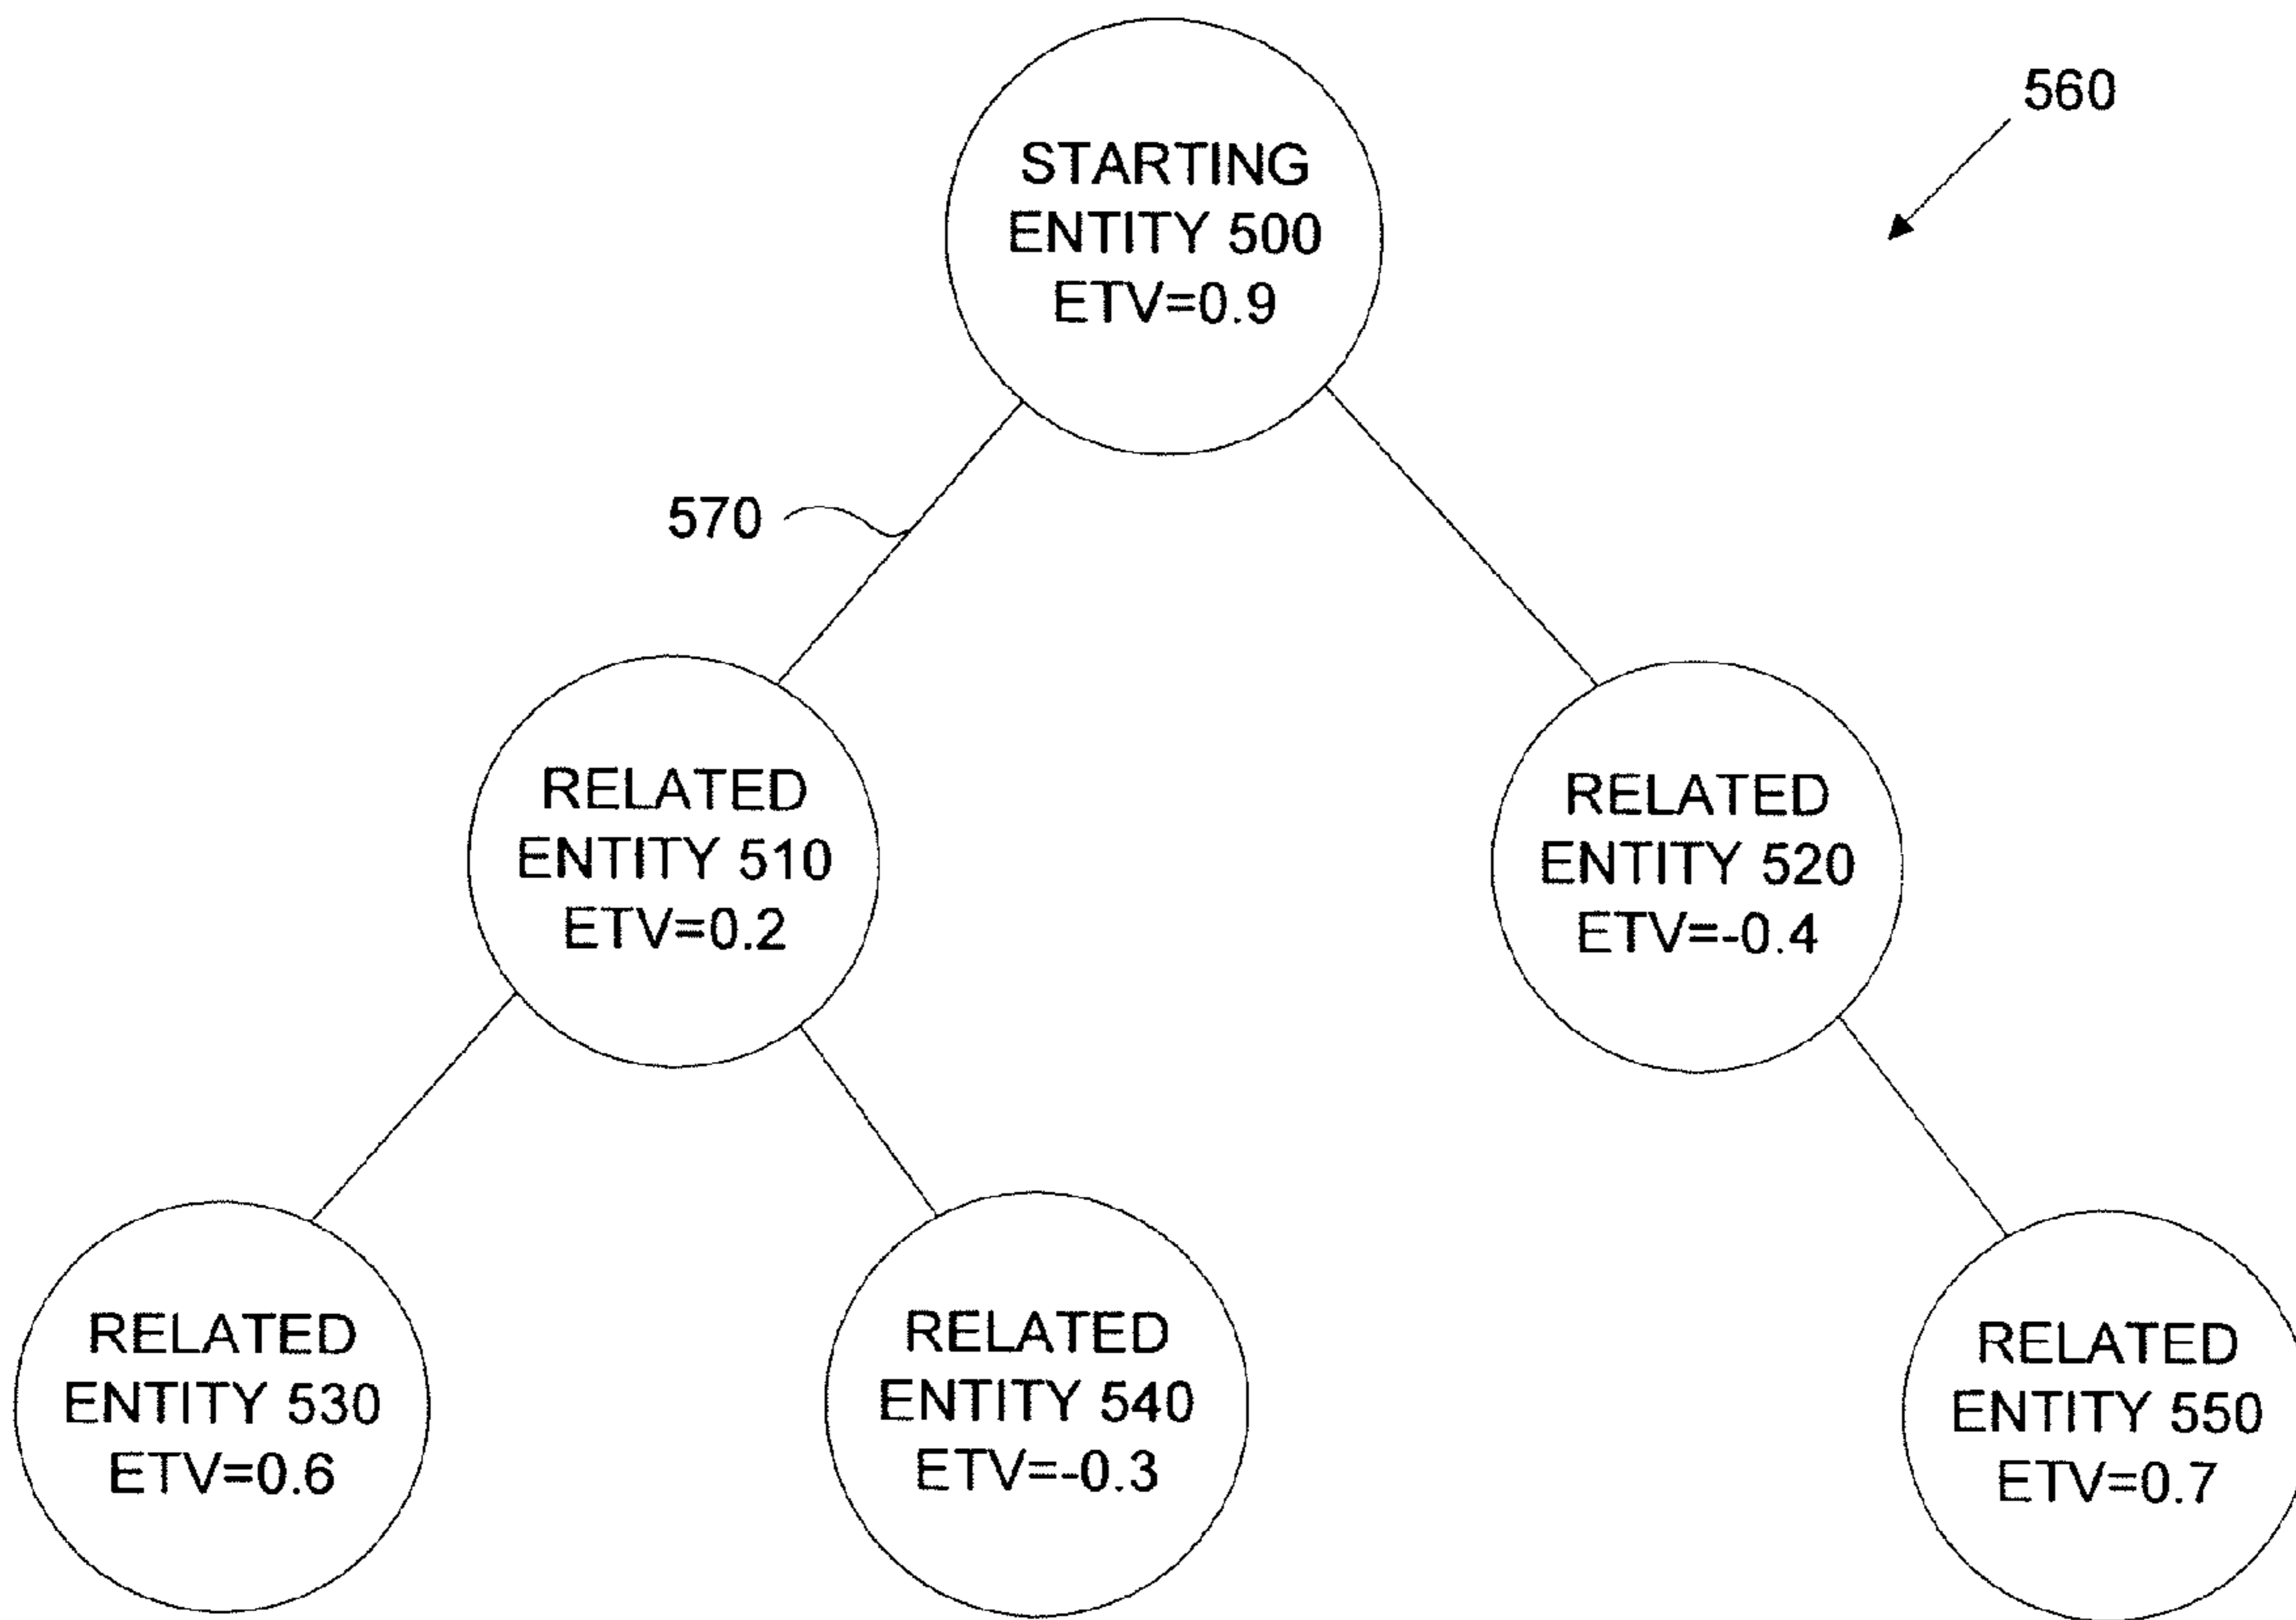 560
STARTING
ENTITY 500
ETV=0.9
570
RELATED
ENTITY 510
ETV=0.2
RELATED
ENTITY 520
ETV=-0.4
RELATED
ENTITY 530
ETV=0.6
RELATED
ENTITY 540
ETV=-0.3
RELATED
ENTITY 550
ETV=0.7